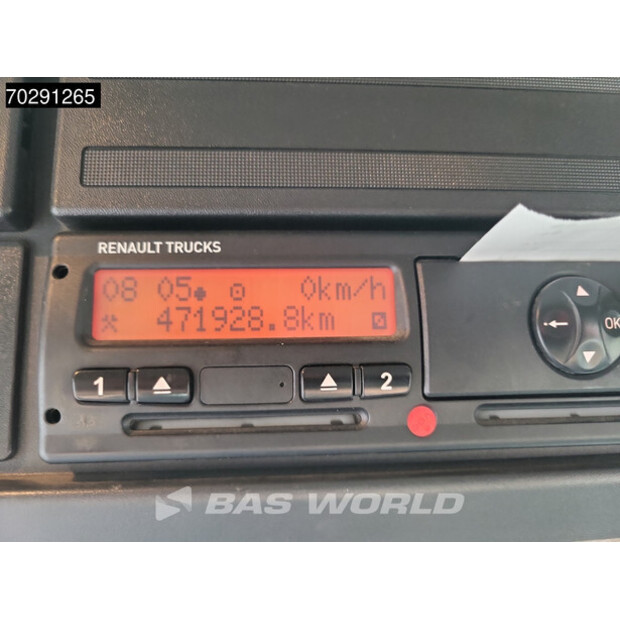 70291265
RENAULT TRUCKS
08 05 0km/h
471928.8km
1 2
OK
BAS WORLD